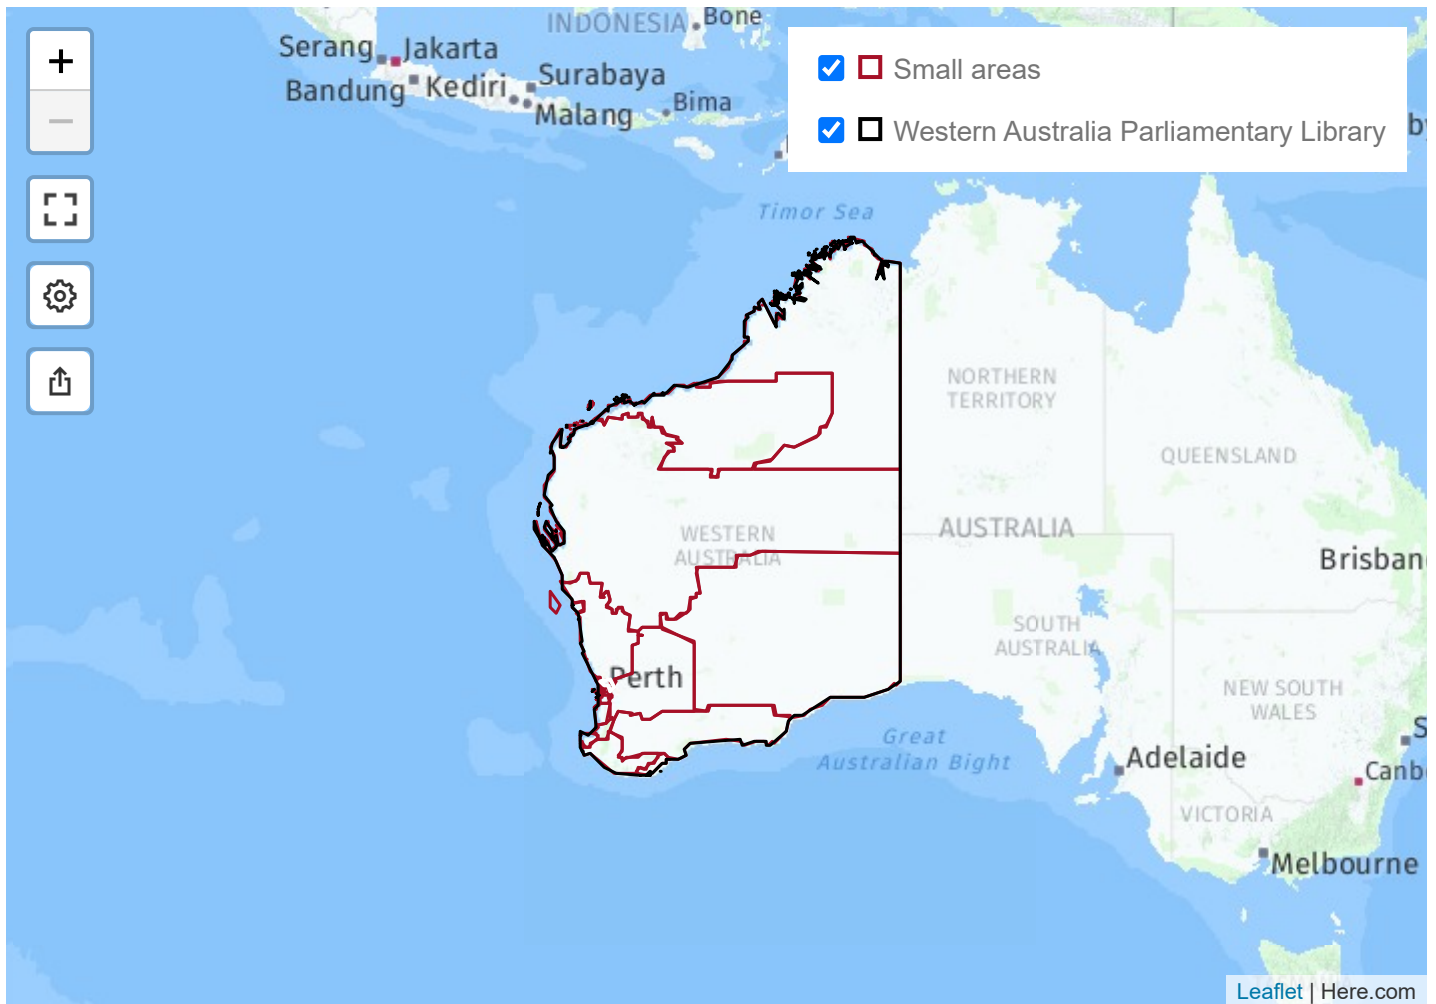 INDONESIA
Bone
Serang
Jakarta
Bandung
Kediri
Surabaya
Malang
Bima
+
−
Small areas
Western Australia Parliamentary Library
by
Timor Sea
NORTHERN
TERRITORY
QUEENSLAND
WESTERN
AUSTRALIA
AUSTRALIA
Brisban
SOUTH
AUSTRALIA
Perth
NEW SOUTH
WALES
S
Great
Australian Bight
Adelaide
Canb
VICTORIA
Melbourne
Leaflet | Here.com